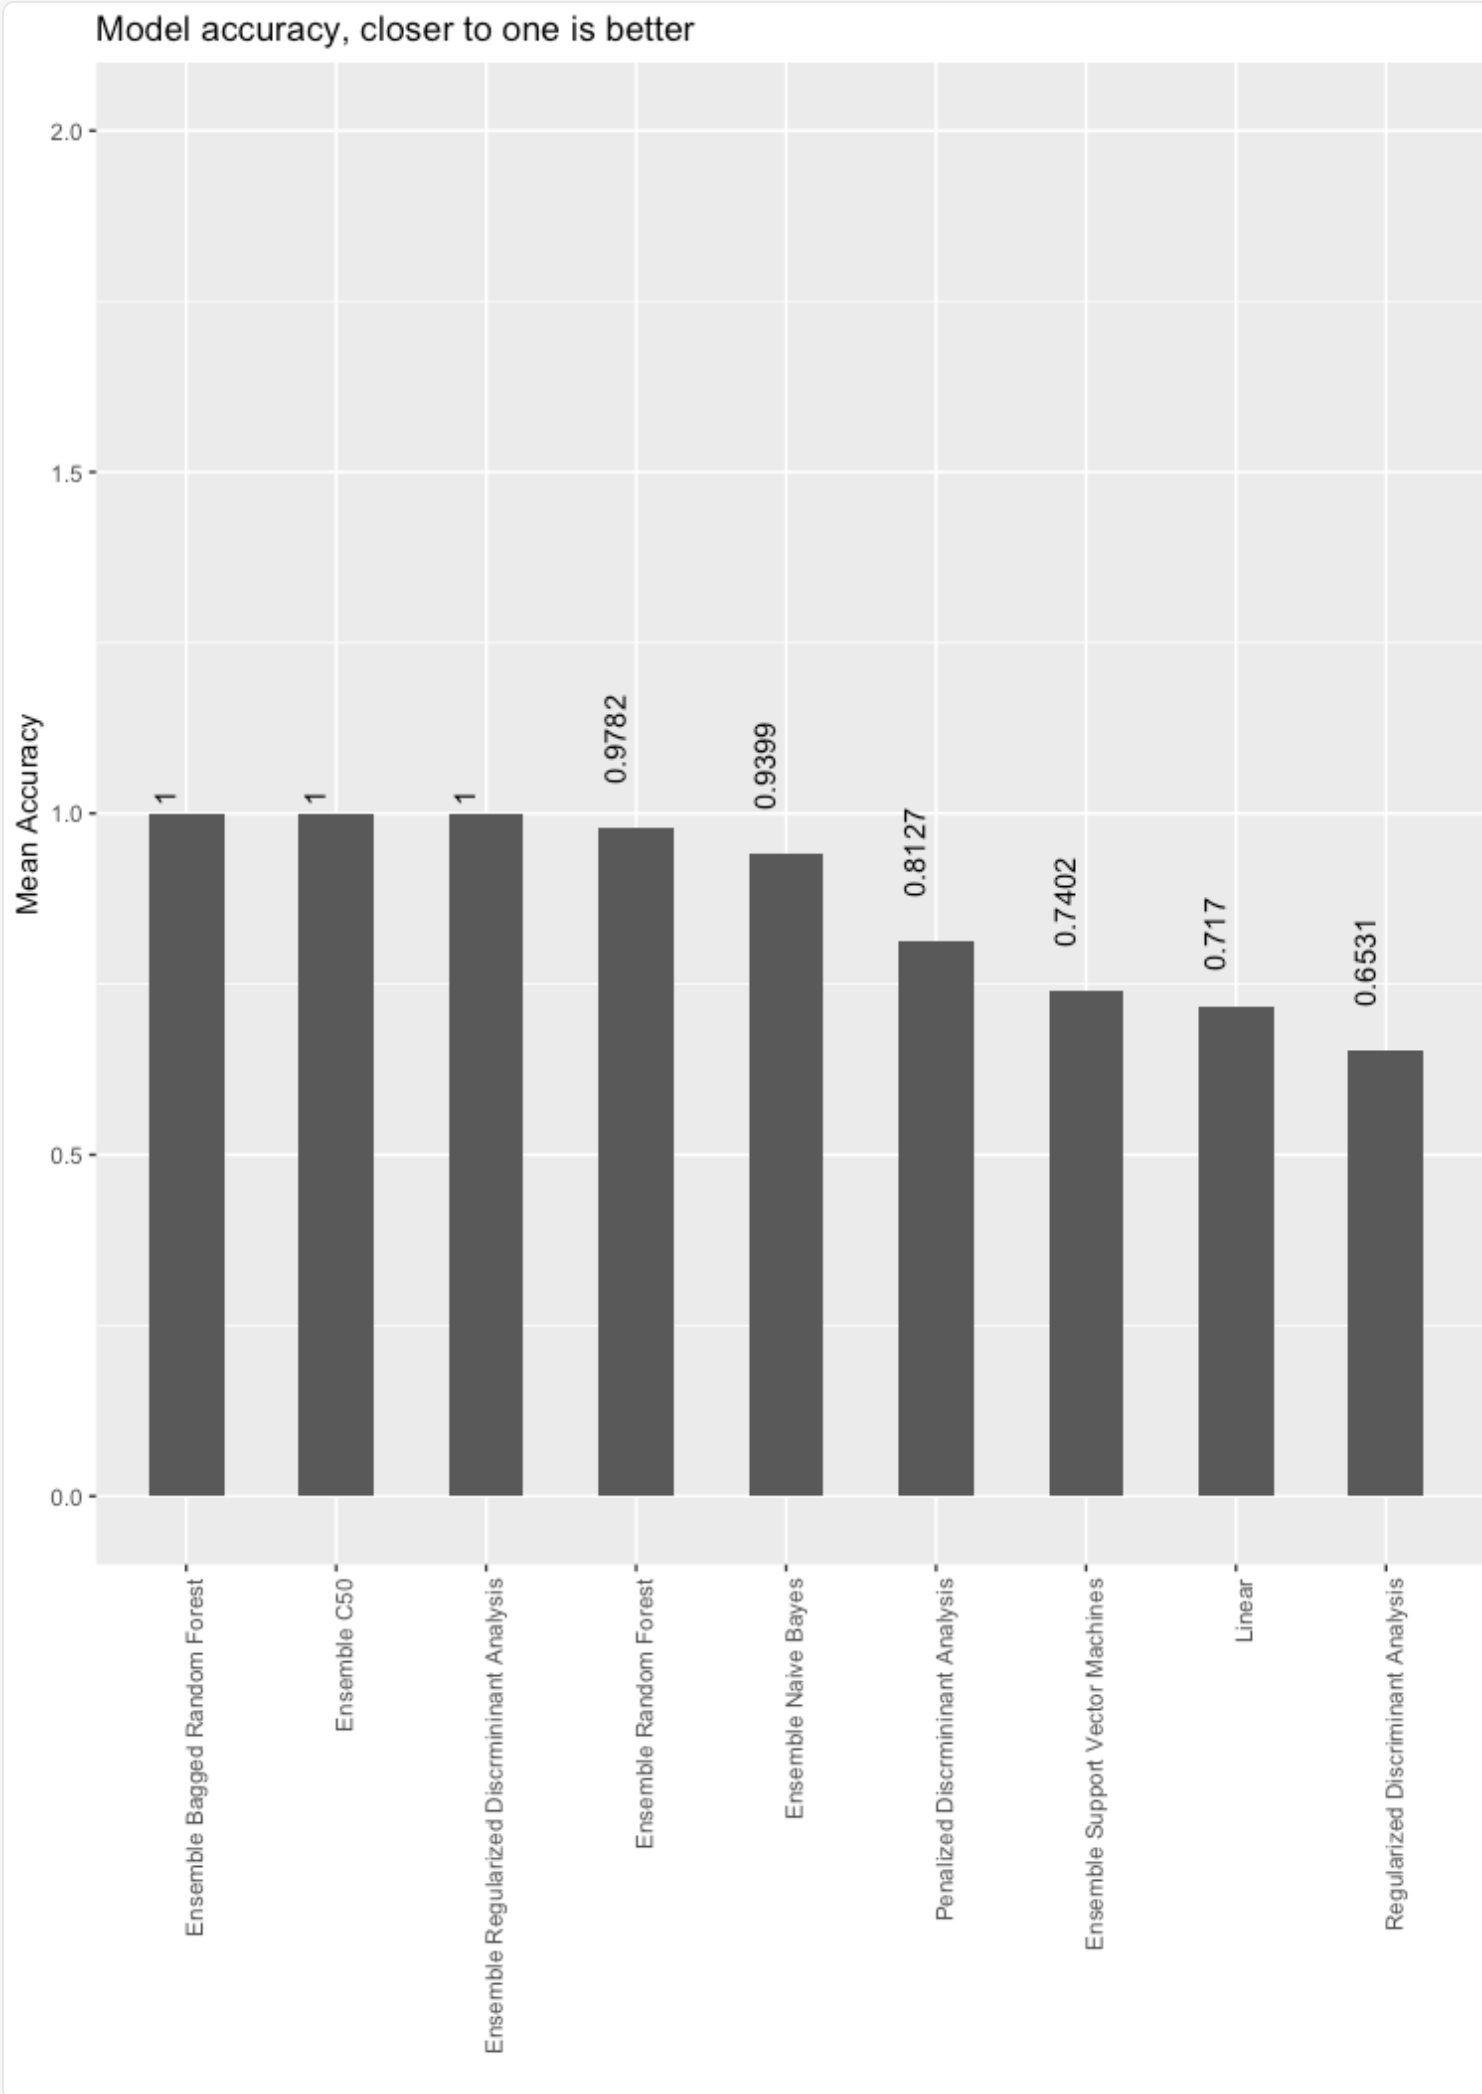 Model accuracy, closer to one is better
Mean Accuracy
2.0
1.5
1.0
0.5
0.0
1
1
1
0.9782
0.9399
0.8127
0.7402
0.717
0.6531
Ensemble Bagged Random Forest
Ensemble C50
Ensemble Regularized Discrmininant Analysis
Ensemble Random Forest
Ensemble Naive Bayes
Penalized Discrmininant Analysis
Ensemble Support Vector Machines
Linear
Regularized Discriminant Analysis